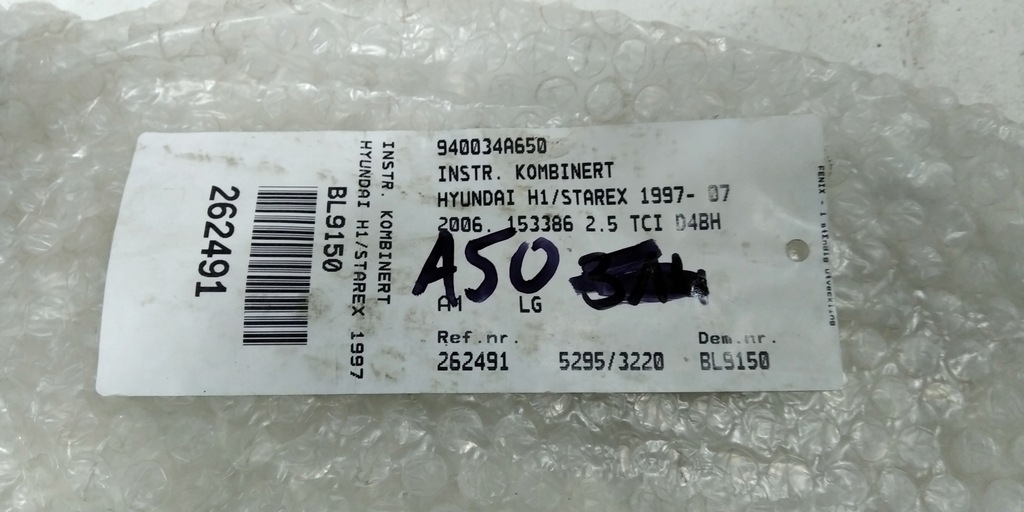 940034A650
INSTR. KOMBINERT
HYUNDAI H1/STAREX 1997- 07
2006. 153386 2.5 TCI D4BH
A50
LG
Ref.nr. Dem.nr.
262491 5295/3220 BL9150
INSTR. KOMBINERT
HYUNDAI H1/STAREX 1997
BL9150
262491
FENIX -